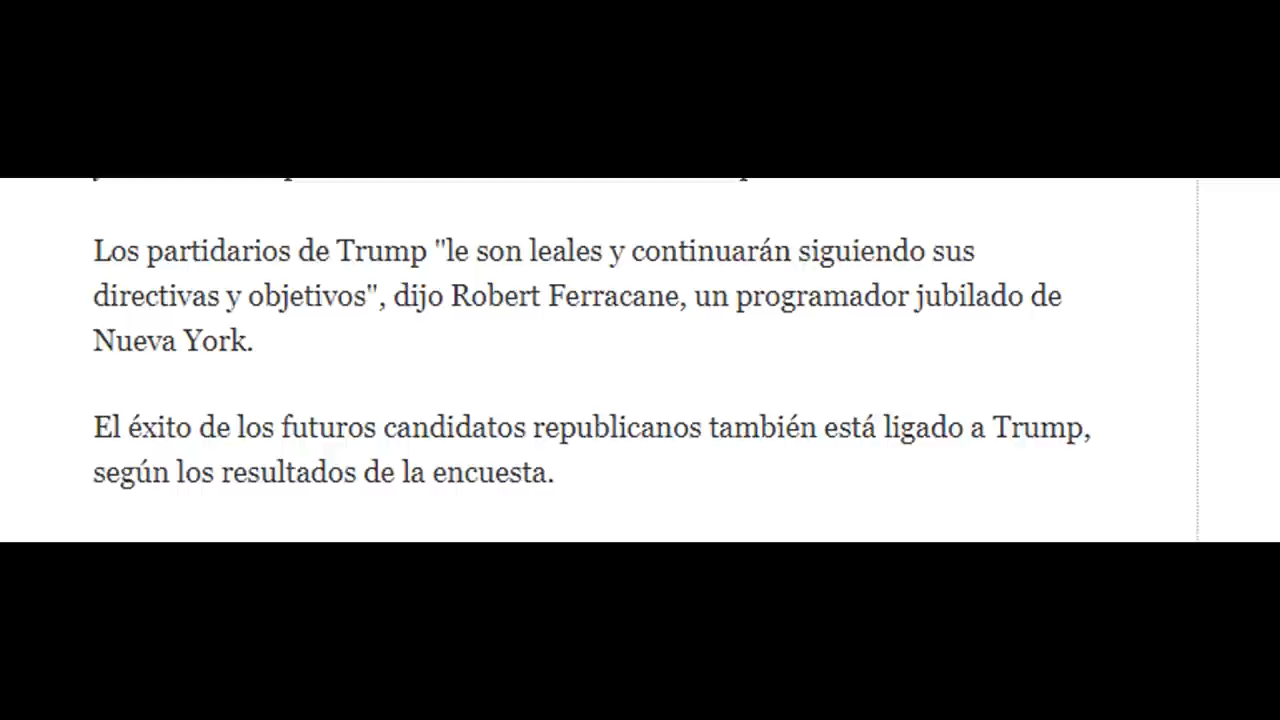 Los partidarios de Trump "le son leales y continuarán siguiendo sus
directivas y objetivos", dijo Robert Ferracane, un programador jubilado de
Nueva York.
El éxito de los futuros candidatos republicanos también está ligado a Trump,
según los resultados de la encuesta.